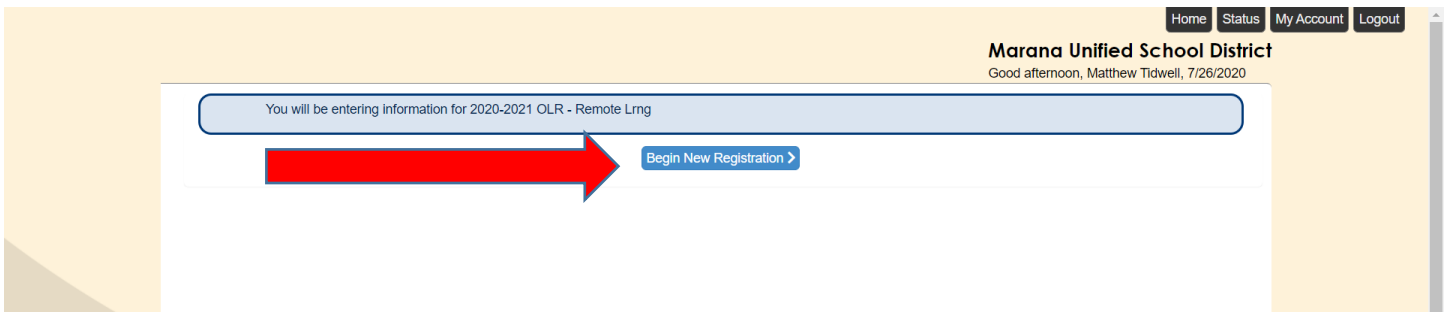 Home Status My Account Logout
Marana Unified School District
Good afternoon, Matthew Tidwell, 7/26/2020
You will be entering information for 2020-2021 OLR - Remote Lrng
Begin New Registration >